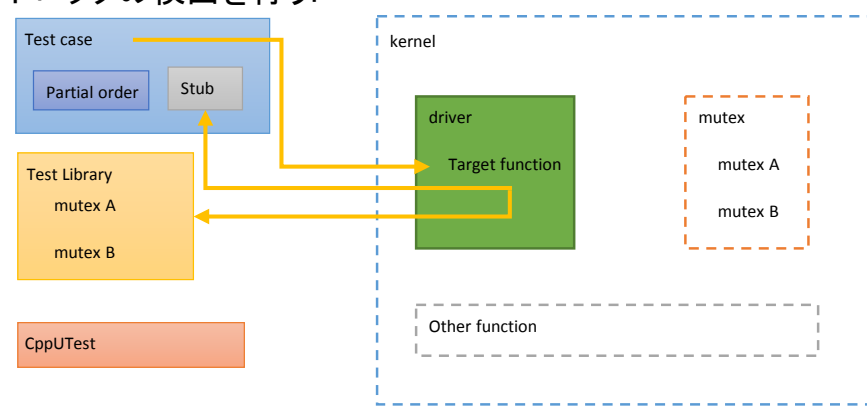 Test case
kernel
Partial order
Stub
driver
mutex
Target function
mutex A
mutex B
Test Library
mutex A
mutex B
Other function
CppUTest